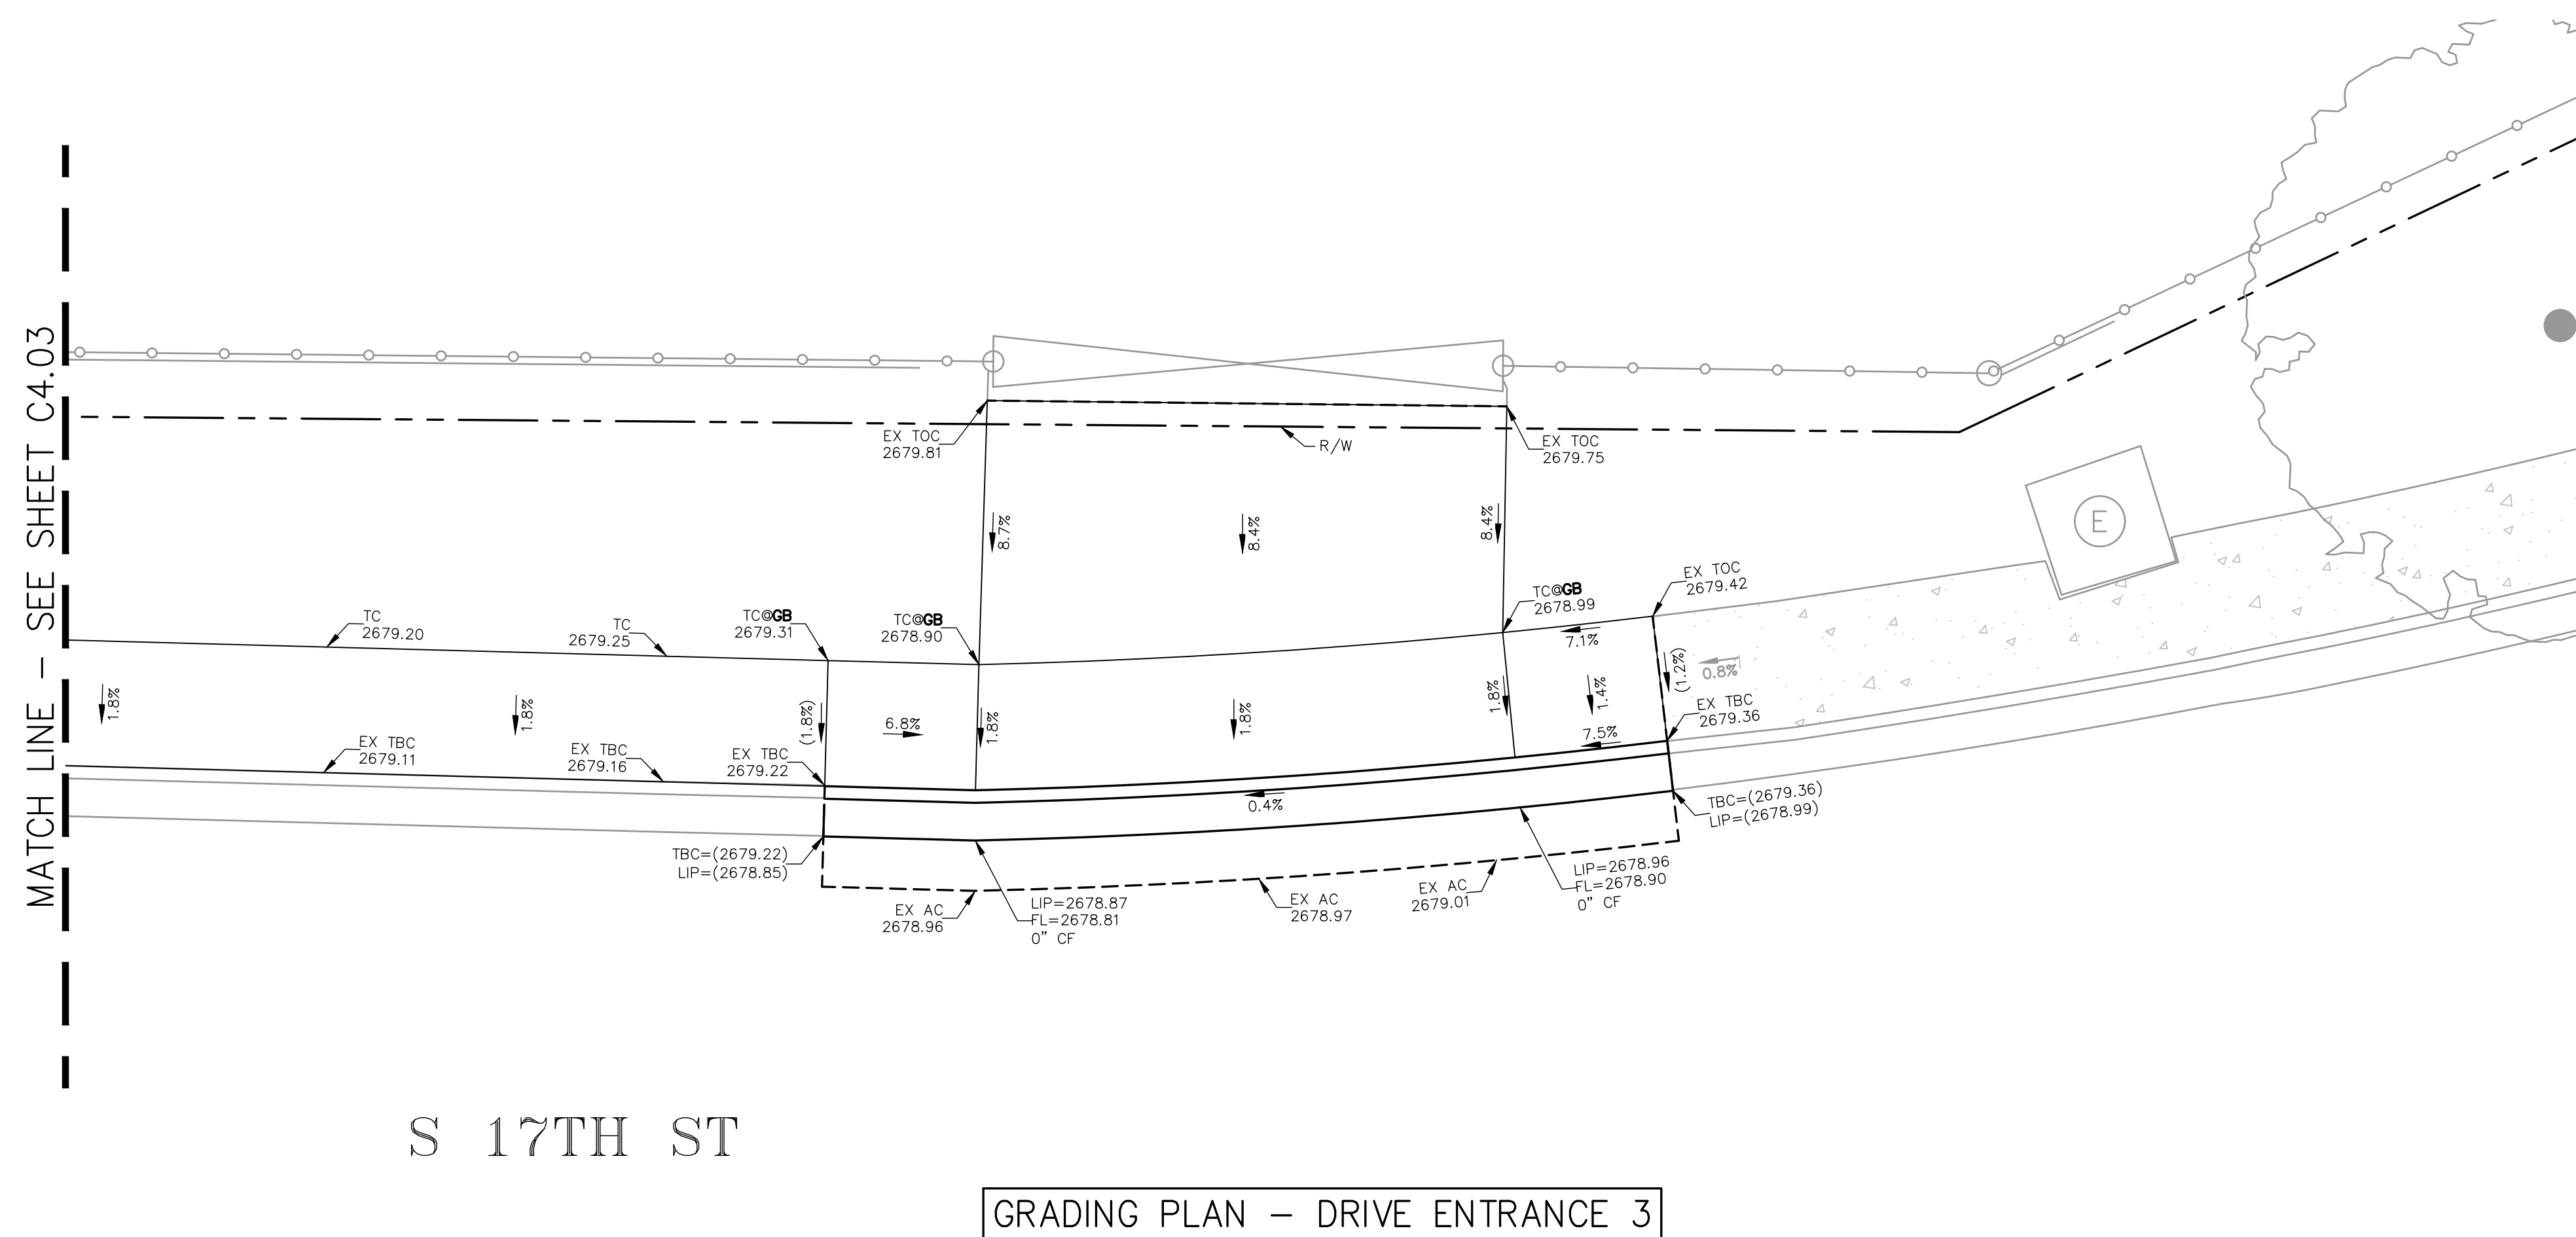 MATCH LINE - SEE SHEET C4.03
EX TOC
2679.81
R/W
EX TOC
2679.75
8.7%
8.4%
8.4%
TC
2679.20
TC
2679.25
TC@GB
2679.31
TC@GB
2678.90
TC@GB
2678.99
EX TOC
2679.42
7.1%
1.8%
1.8%
(1.8%)
6.8%
1.8%
1.8%
1.8%
1.4%
(1.2%)
0.8%
EX TBC
2679.11
EX TBC
2679.16
EX TBC
2679.22
7.5%
EX TBC
2679.36
0.4%
TBC=(2679.36)
LIP=(2678.99)
TBC=(2679.22)
LIP=(2678.85)
EX AC
2678.96
LIP=2678.87
FL=2678.81
0" CF
EX AC
2678.97
EX AC
2679.01
LIP=2678.96
FL=2678.90
0" CF
E
S 17TH ST
GRADING PLAN - DRIVE ENTRANCE 3